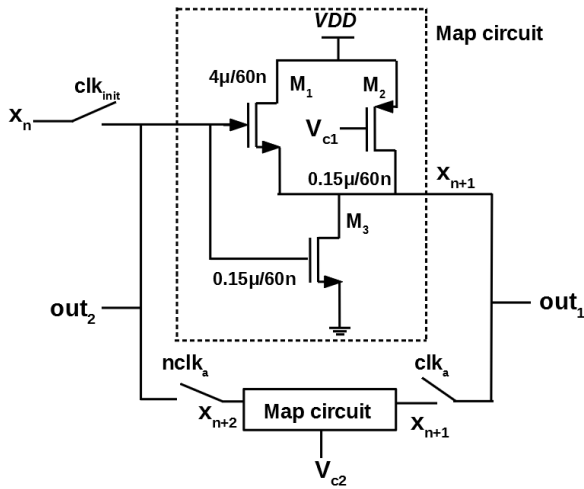 VDD
Map circuit
4μ/60n
M1
M2
clkinit
xn
Vc1
0.15μ/60n
xn+1
M3
0.15μ/60n
out2
out1
nclka
clka
xn+2
Map circuit
xn+1
Vc2